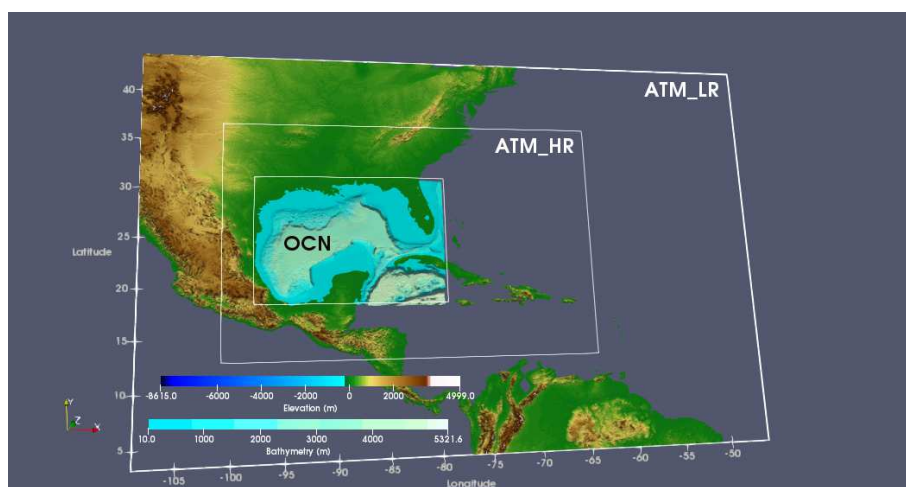 ATM_LR
40
35
ATM_HR
30
OCN
25
Latitude
20
15
-8615.0 -6000 -4000 -2000 0 2000 4999.0
Elevation (m)
10
10.0 1000 2000 3000 4000 5321.6
Bathymetry (m)
5
Y
Z
X
-105 -100 -95 -90 -85 -80 -75 -70 -65 -60 -55 -50
Longitude